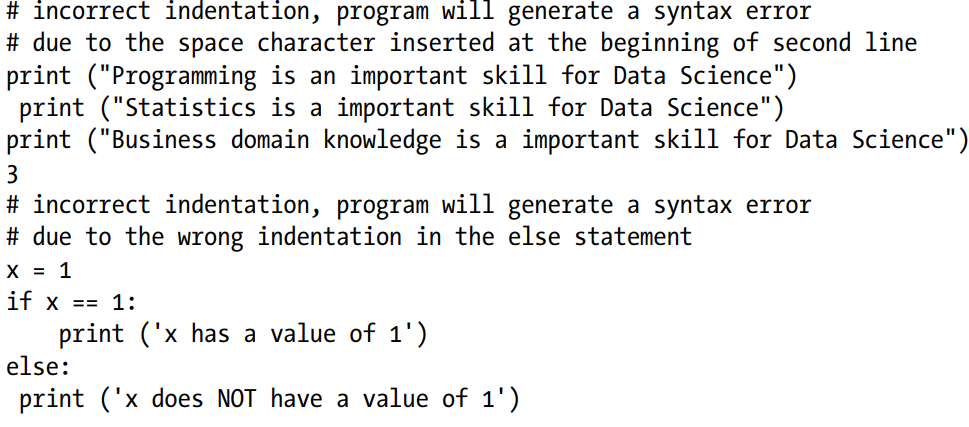 # incorrect indentation, program will generate a syntax error
# due to the space character inserted at the beginning of second line
print ("Programming is an important skill for Data Science")
 print ("Statistics is a important skill for Data Science")
print ("Business domain knowledge is a important skill for Data Science")
3
# incorrect indentation, program will generate a syntax error
# due to the wrong indentation in the else statement
x = 1
if x == 1:
    print ('x has a value of 1')
else:
 print ('x does NOT have a value of 1')